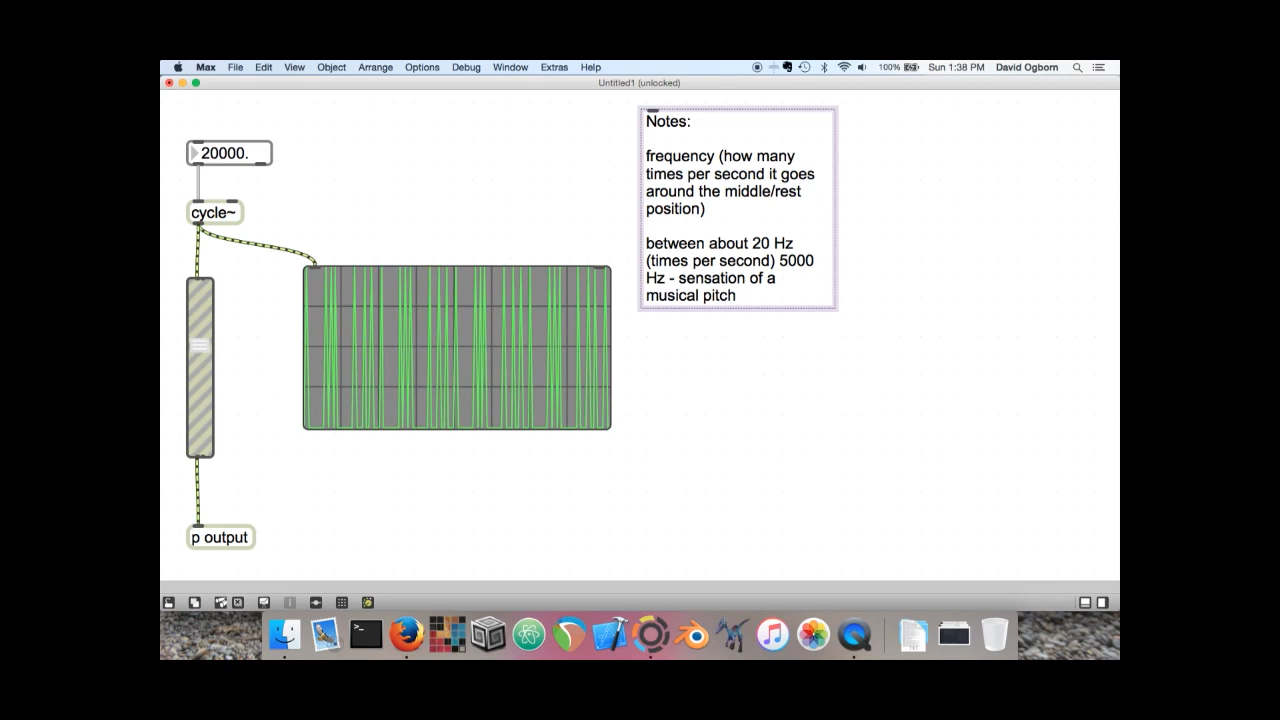 Max File Edit View Object Arrange Options Debug Window Extras Help 100% Sun 1:38 PM David Ogborn
Untitled1 (unlocked)
20000.
cycle~
p output
Notes:
frequency (how many
times per second it goes
around the middle/rest
position)
between about 20 Hz
(times per second) 5000
Hz - sensation of a
musical pitch